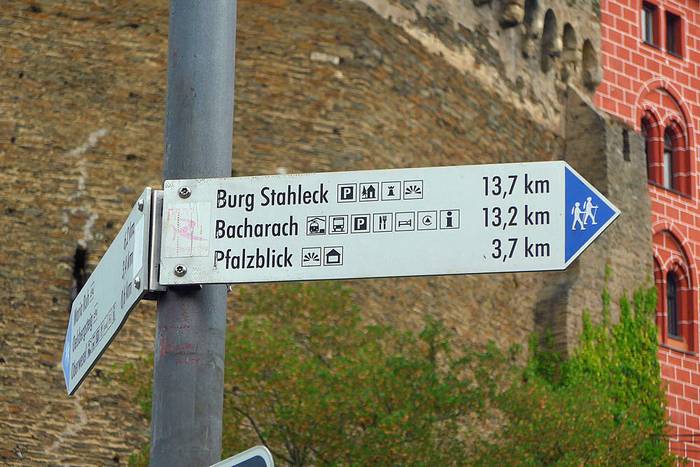 Burg Stahleck P 13,7 km
Bacharach P i 13,2 km
Pfalzblick 3,7 km